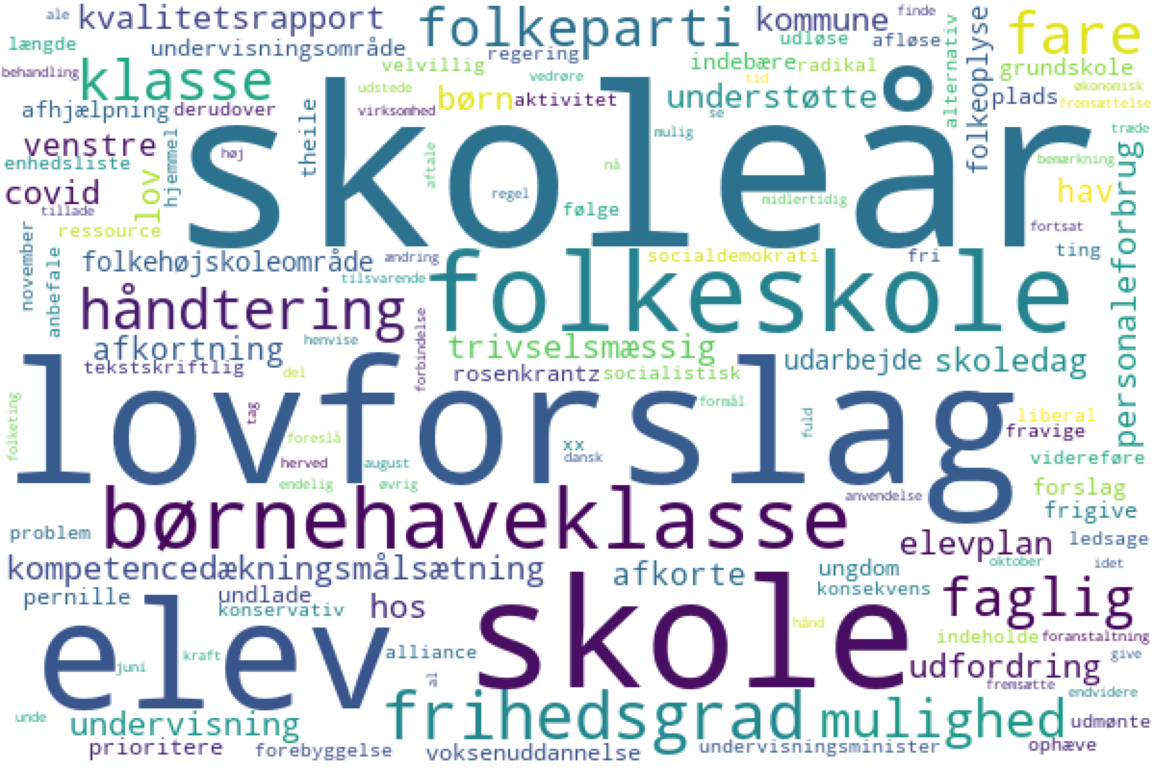 ale kvalitetsrapport folkeparti kommune finde fare
længde undervisningsområde regering udløse afløse alternativ folkeoplyse
behandling klasse velvillig vedrøre indebære radikal grundskole
udstede børn aktivitet understøtte tid plads økonomisk
afhjælpning derudover virksomhed se fremsættelse
theile skoleår træde
venstre hjemmel høj aftale mulig
enhedsliste lov nå bemærkning
covid regel midlertidig hav personaleforbrug
tillade følge fortsat
ressource
november anbefale folkehøjskoleområde ændring socialdemokrati fri ting
tilsvarende folkeskole
håndtering
forbindelse
afkortning henvise trivselsmæssig udarbejde skoledag
tekstskriftlig del rosenkrantz socialistisk
lovforslag
folketing tag formål fuld liberal
foreslå xx fravige
herved august dansk videreføre
endelig øvrig forslag
børnehaveklasse anvendelse frigive
problem elevplan ledsage
kompetencedækningsmålsætning afkorte ungdom oktober idet
pernille undlade skole konsekvens faglig
konservativ hos
elev hånd indeholde foranstaltning
juni kraft alliance udfordring give
al fremsætte endvidere
unde undervisning frihedsgrad mulighed udmønte
prioritere forebyggelse voksenuddannelse undervisningsminister ophæve